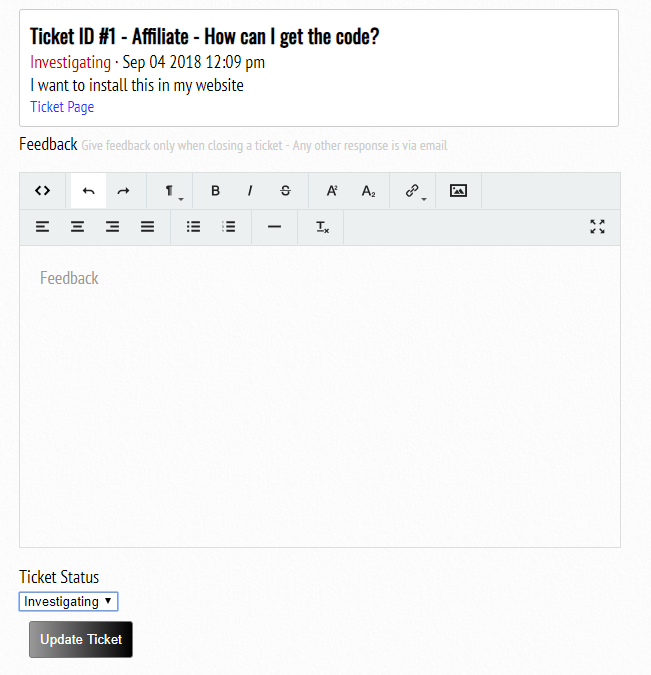 Ticket ID #1 - Affiliate - How can I get the code?
Investigating · Sep 04 2018 12:09 pm
I want to install this in my website
Ticket Page
Feedback Give feedback only when closing a ticket - Any other response is via email
B I S A² A₂
Feedback
Ticket Status
Investigating
Update Ticket